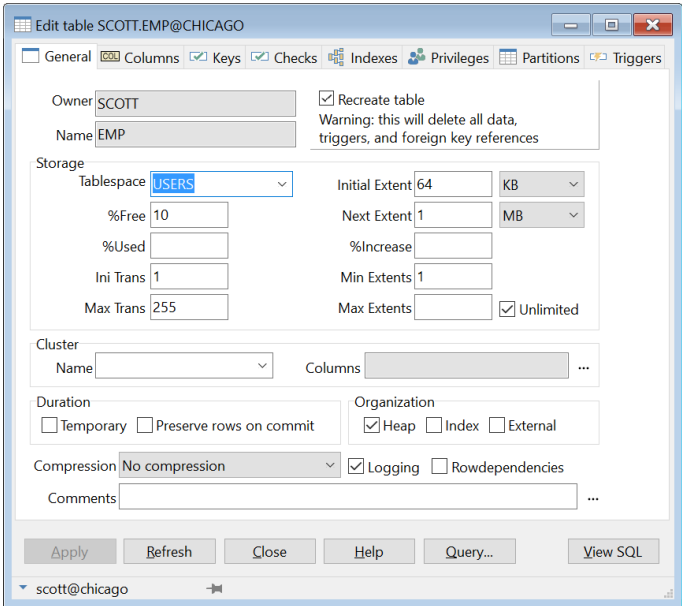 Edit table SCOTT.EMP@CHICAGO
General COL Columns Keys Checks Indexes Privileges Partitions Triggers
Owner SCOTT
Name EMP
Recreate table
Warning: this will delete all data,
triggers, and foreign key references
Storage
Tablespace USERS Initial Extent 64 KB
%Free 10 Next Extent 1 MB
%Used %Increase
Ini Trans 1 Min Extents 1
Max Trans 255 Max Extents Unlimited
Cluster
Name Columns ...
Duration Organization
Temporary Preserve rows on commit Heap Index External
Compression No compression Logging Rowdependencies
Comments ...
Apply Refresh Close Help Query... View SQL
scott@chicago